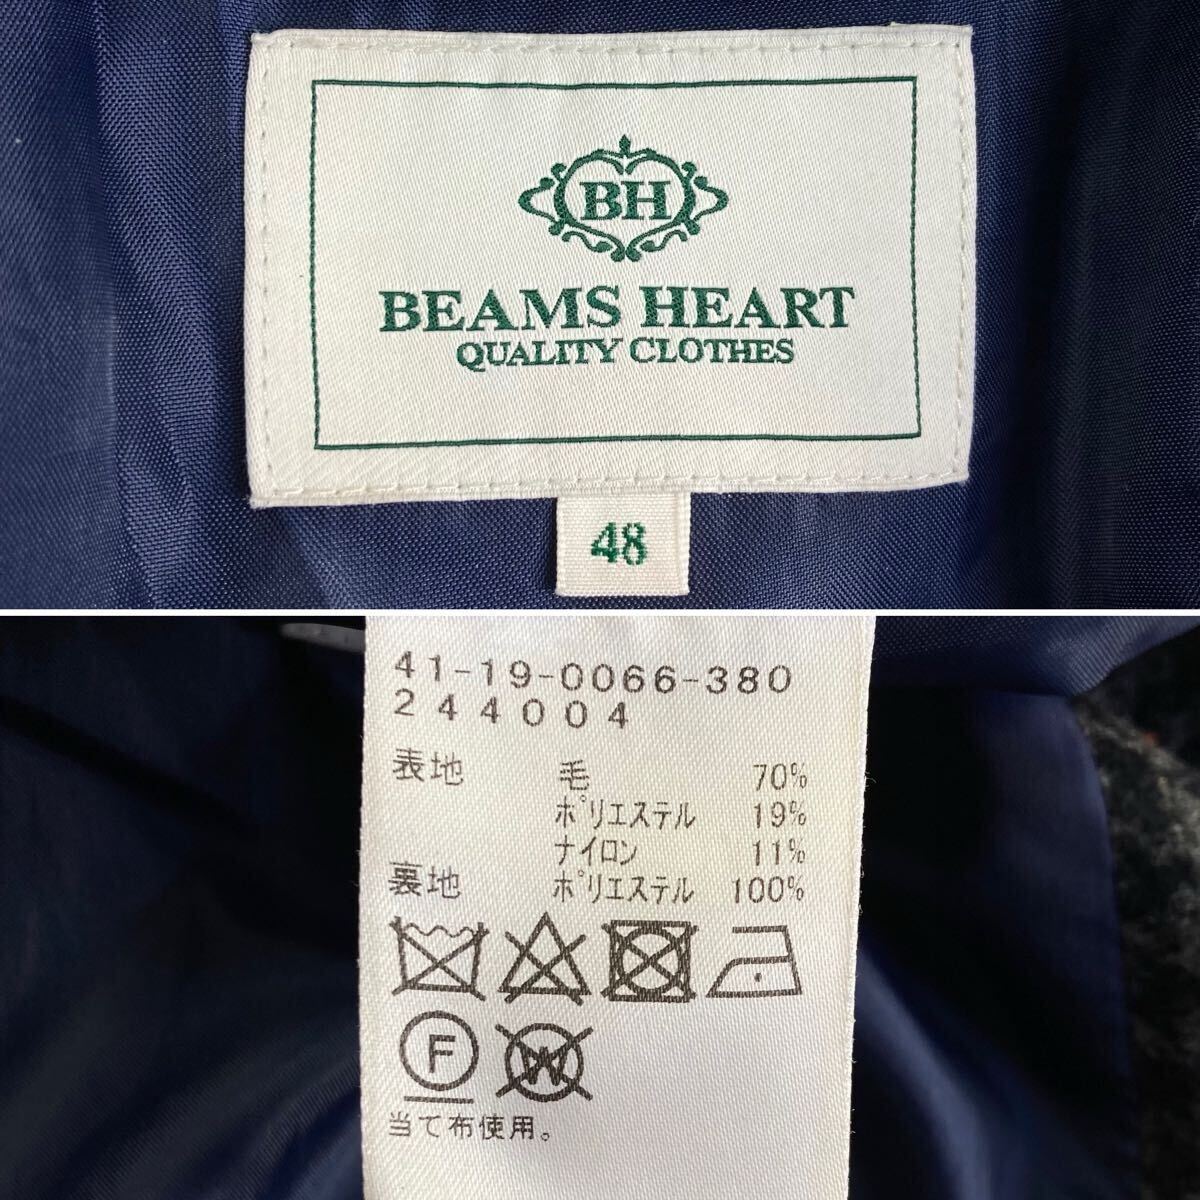 BH
BEAMS HEART
QUALITY CLOTHES
48
41-19-0066-380
244004
表地 毛 70%
ポリエステル 19%
ナイロン 11%
裏地 ポリエステル 100%
F W
当て布使用。